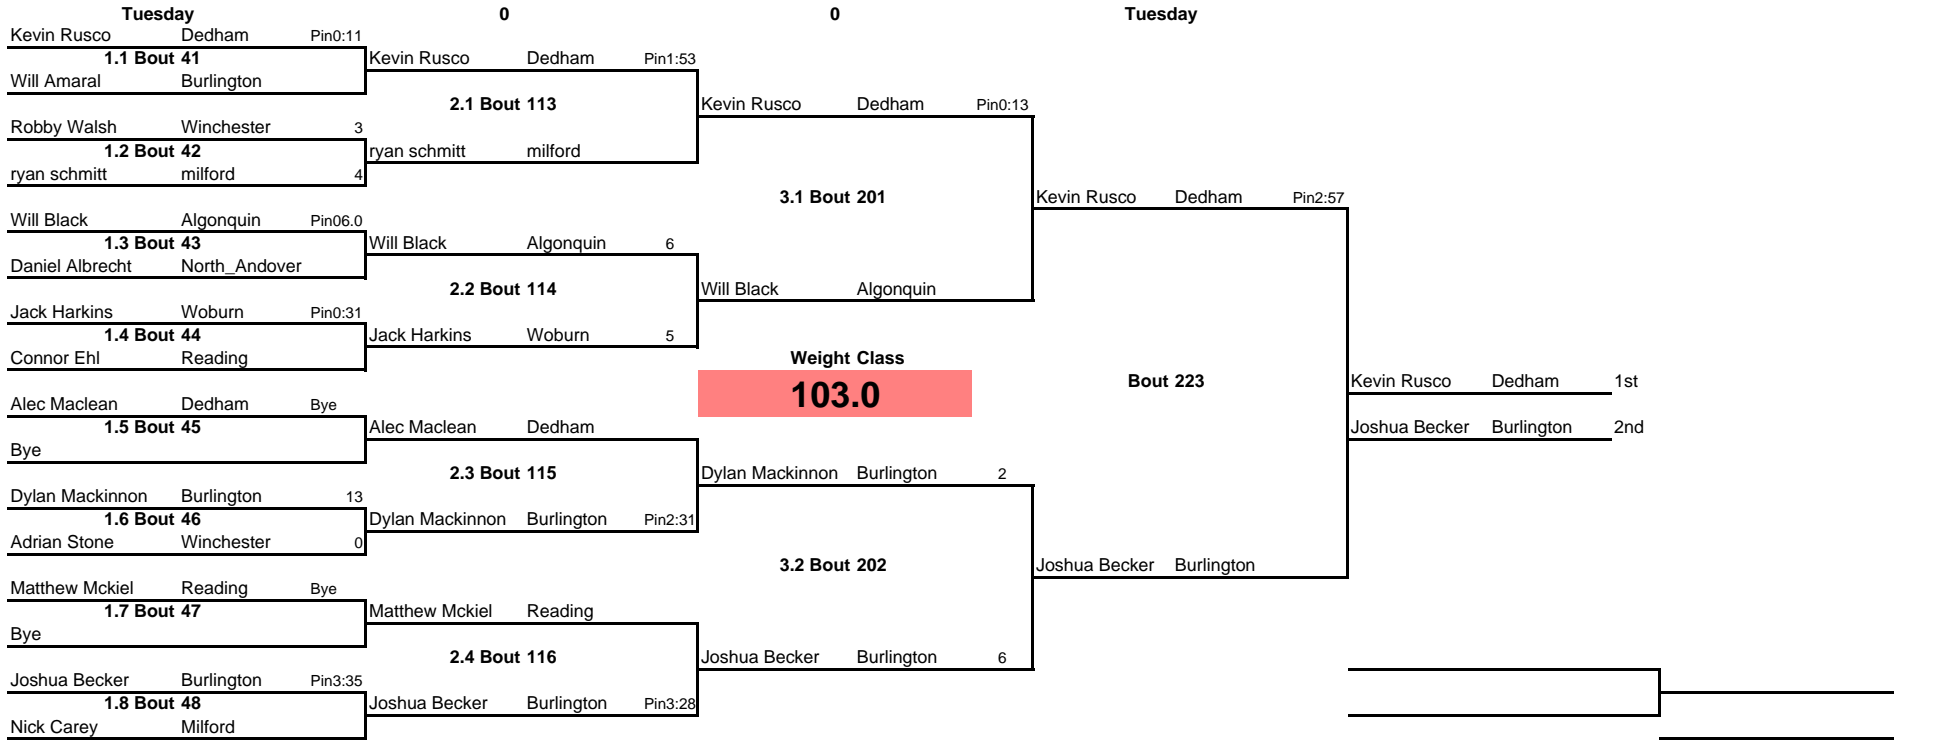 Tuesday 0 0 Tuesday
Kevin Rusco Dedham Pin0:11
1.1 Bout 41 Kevin Rusco Dedham Pin1:53
Will Amaral Burlington
2.1 Bout 113 Kevin Rusco Dedham Pin0:13
Robby Walsh Winchester 3
1.2 Bout 42 ryan schmitt milford
ryan schmitt milford 4
3.1 Bout 201 Kevin Rusco Dedham Pin2:57
Will Black Algonquin Pin06.0
1.3 Bout 43 Will Black Algonquin 6
Daniel Albrecht North_Andover
2.2 Bout 114 Will Black Algonquin
Jack Harkins Woburn Pin0:31
1.4 Bout 44 Jack Harkins Woburn 5
Connor Ehl Reading Weight Class
Bout 223 Kevin Rusco Dedham 1st
103.0
Alec Maclean Dedham Bye
1.5 Bout 45 Alec Maclean Dedham Joshua Becker Burlington 2nd
Bye
2.3 Bout 115 Dylan Mackinnon Burlington 2
Dylan Mackinnon Burlington 13
1.6 Bout 46 Dylan Mackinnon Burlington Pin2:31
Adrian Stone Winchester 0
3.2 Bout 202 Joshua Becker Burlington
Matthew Mckiel Reading Bye
1.7 Bout 47 Matthew Mckiel Reading
Bye
2.4 Bout 116 Joshua Becker Burlington 6
Joshua Becker Burlington Pin3:35
1.8 Bout 48 Joshua Becker Burlington Pin3:28
Nick Carey Milford